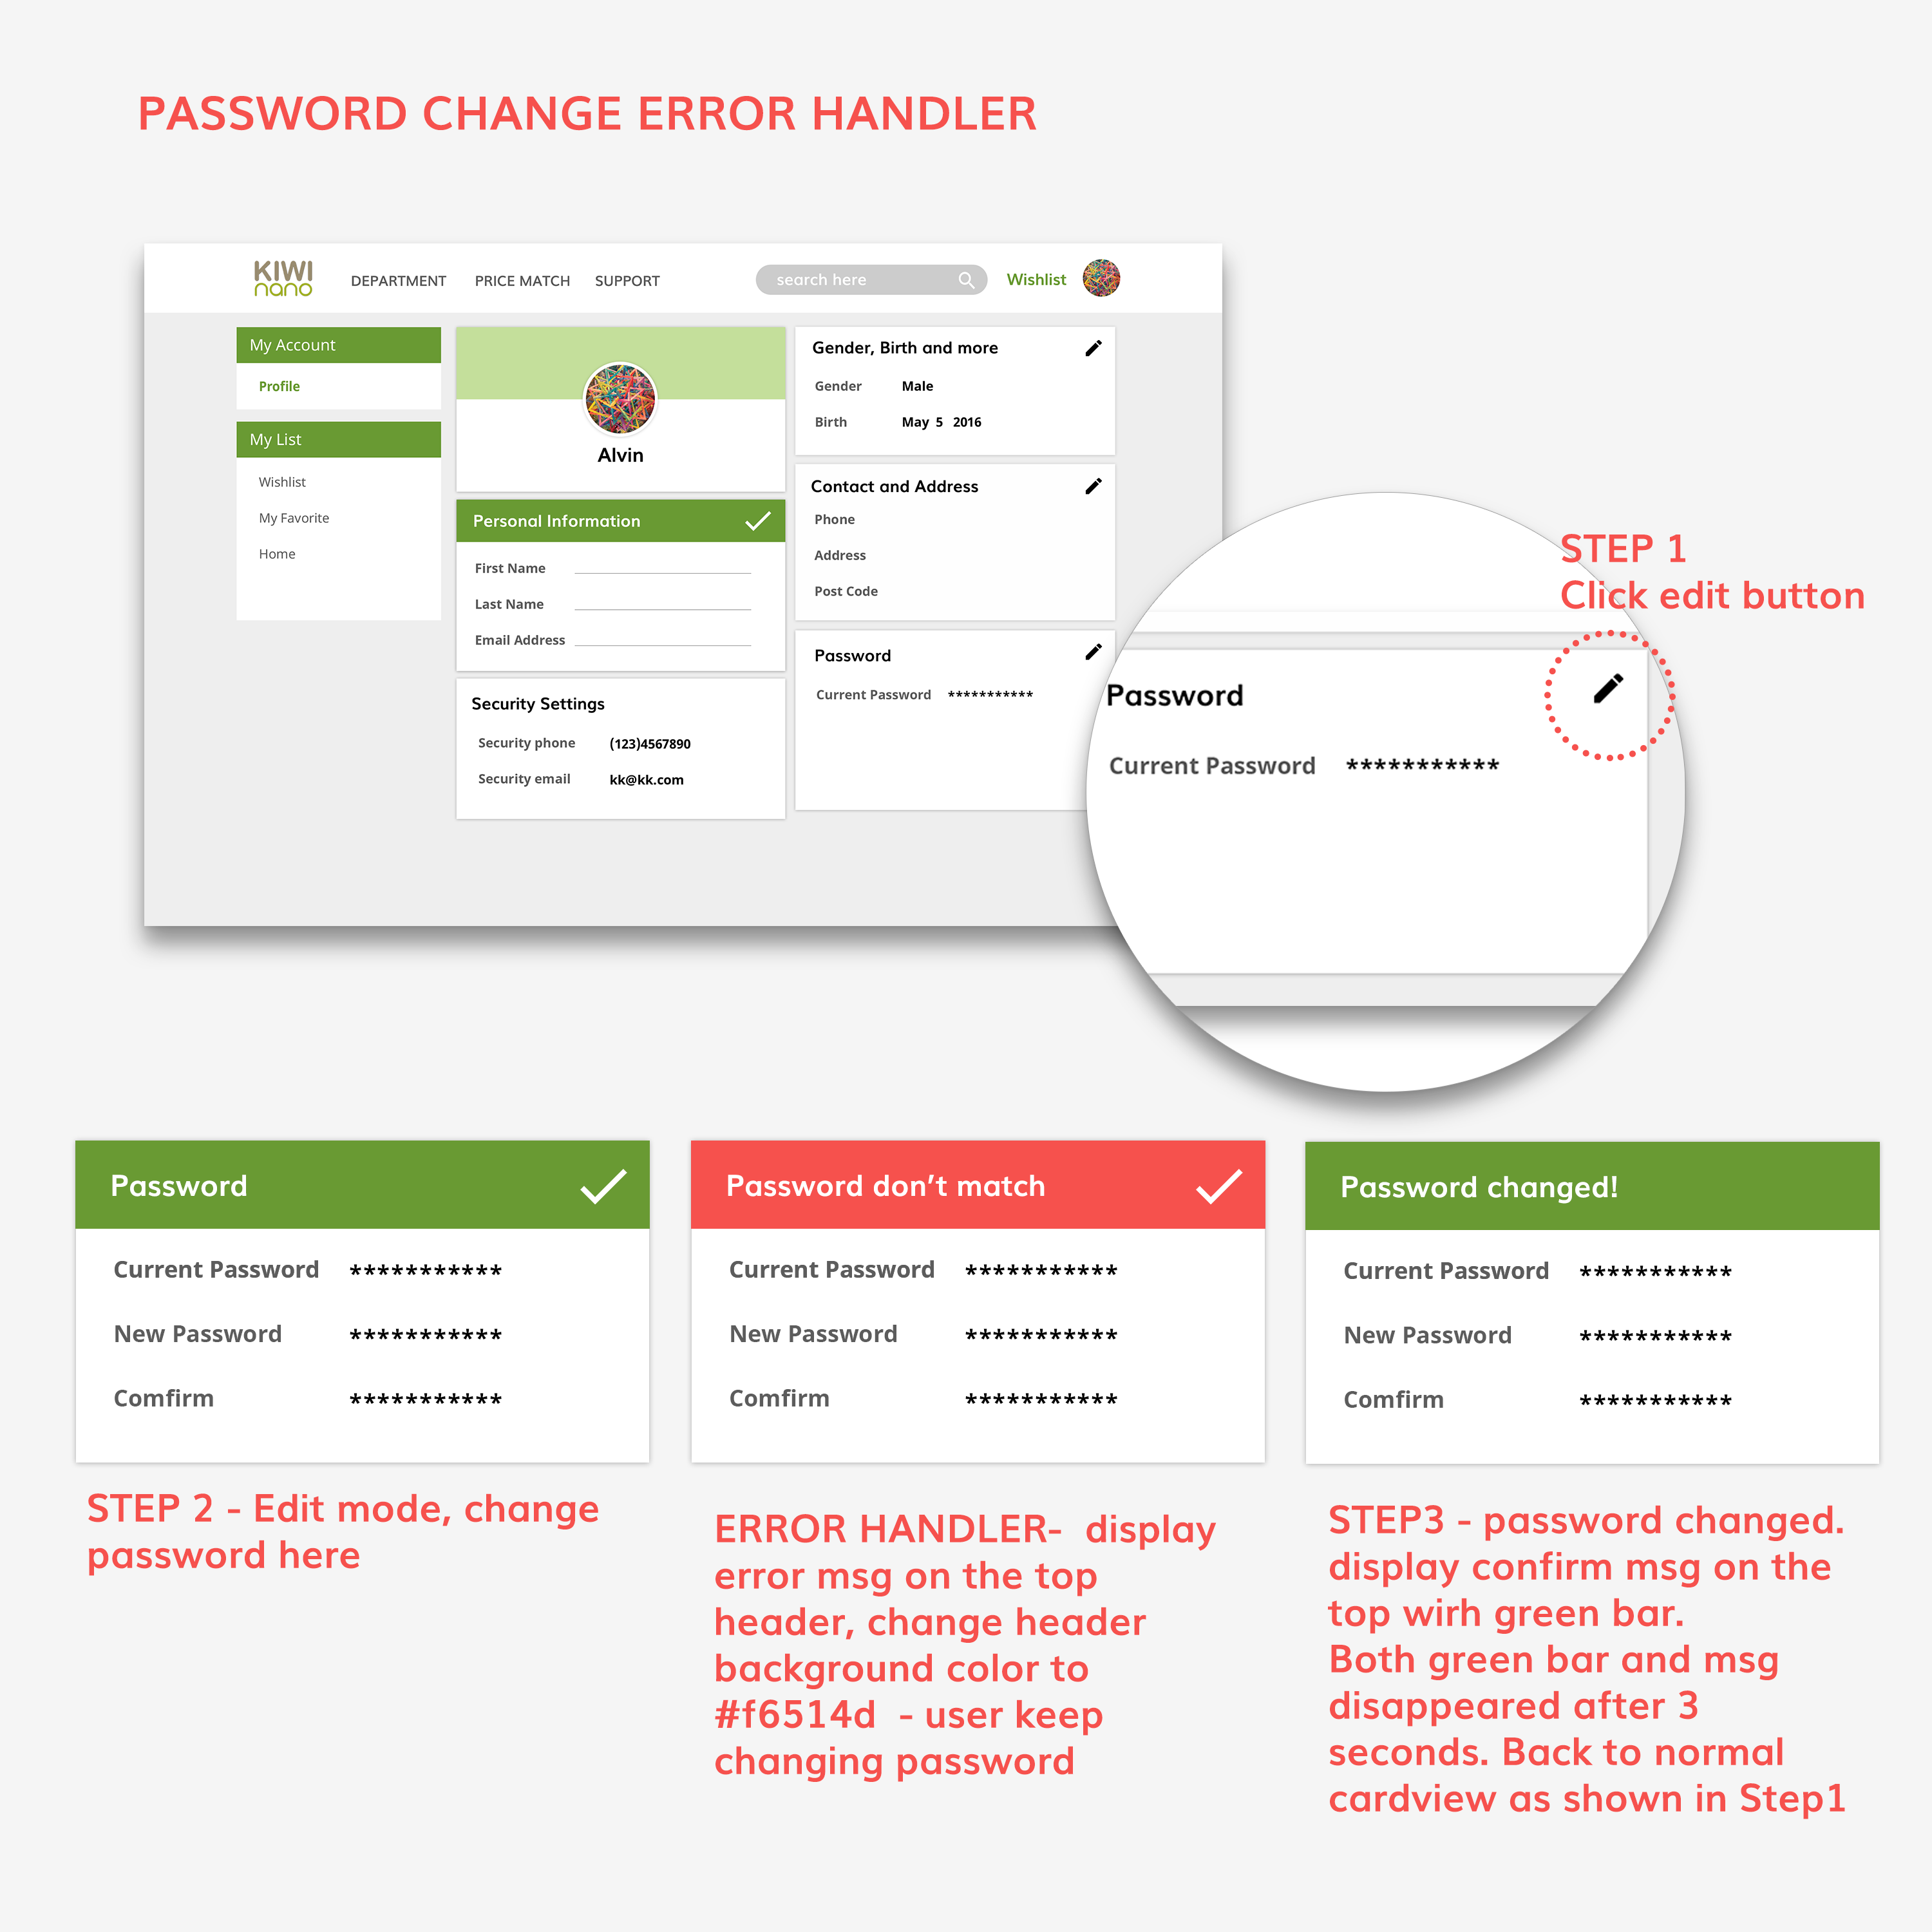 PASSWORD CHANGE ERROR HANDLER
KIWI
nano
DEPARTMENT
PRICE MATCH
SUPPORT
search here
Wishlist
My Account
Profile
My List
Wishlist
My Favorite
Home
Alvin
Personal Information
First Name
Last Name
Email Address
Security Settings
Security phone (123)4567890
Security email kk@kk.com
Gender, Birth and more
Gender Male
Birth May 5 2016
Contact and Address
Phone
Address
Post Code
Password
Current Password ***********
STEP 1
Click edit button
Password
Current Password ***********
Password
Current Password ***********
New Password ***********
Comfirm ***********
STEP 2 - Edit mode, change
password here
Password don’t match
Current Password ***********
New Password ***********
Comfirm ***********
ERROR HANDLER- display
error msg on the top
header, change header
background color to
#f6514d - user keep
changing password
Password changed!
Current Password ***********
New Password ***********
Comfirm ***********
STEP3 - password changed.
display confirm msg on the
top wirh green bar.
Both green bar and msg
disappeared after 3
seconds. Back to normal
cardview as shown in Step1